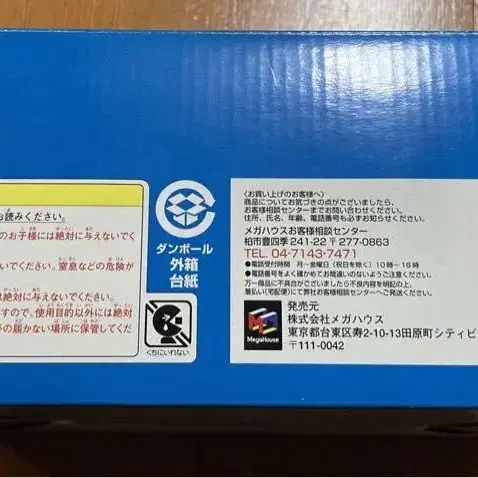 お読みください。
のお子様には絶対に与えないでく
いでください。窒息などの危険が
は絶対に与えないでください。
すので、使用目的以外には絶対
の届かない場所に保管してくだ
ダンボール
外箱
台紙
くちにいれない
〈お買い上げのお客様へ〉
商品についてお気づきの点がございましたら、
お客様相談センターまでお問い合わせください。
住所、氏名、年齢、電話番号も必ずお知らせください。
メガハウスお客様相談センター
柏市豊四季241-22 〒277-0863
TEL. 04-7143-7471
●電話受付時間 月〜金曜日(祝日を除く)10時〜16時
●電話番号をよく確かめてお間違いのないようご注意ください。
万一商品に不良がございましたら不良内容を明記の上、
着払い(宅配便)にて弊社お客様相談センターへご発送ください。
MegaHouse
発売元
株式会社メガハウス
東京都台東区寿2-10-13田原町シティビ
〒111-0042